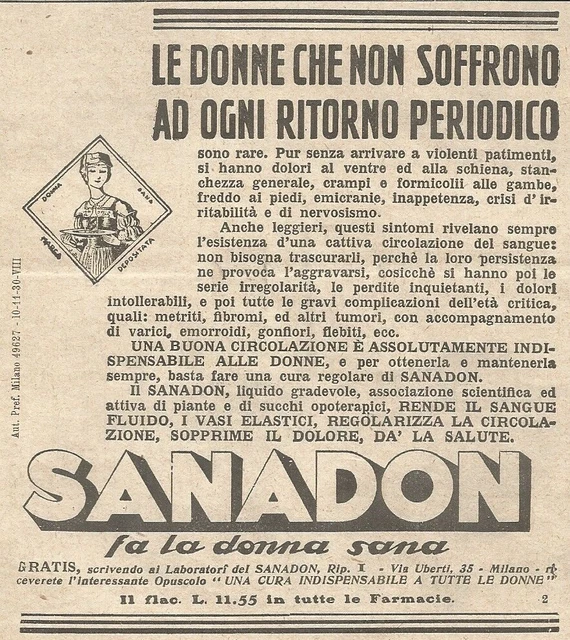 LE DONNE CHE NON SOFFRONO
AD OGNI RITORNO PERIODICO
sono rare. Pur senza arrivare a violenti patimenti,
si hanno dolori al ventre ed alla schiena, stan-
chezza generale, crampi e formicolii alle gambe,
freddo ai piedi, emicranie, inappetenza, crisi d'ir-
ritabilità e di nervosismo.
Anche leggieri, questi sintomi rivelano sempre
l'esistenza d'una cattiva circolazione del sangue:
non bisogna trascurarli, perchè la loro persistenza
ne provoca l'aggravarsi, cosicchè si hanno poi le
serie irregolarità, le perdite inquietanti, i dolori
intollerabili, e poi tutte le gravi complicazioni dell'età critica,
quali: metriti, fibromi, ed altri tumori, con accompagnamento
di varici, emorroidi, gonfiori, flebiti, ecc.
UNA BUONA CIRCOLAZIONE È ASSOLUTAMENTE INDI-
SPENSABILE ALLE DONNE, e per ottenerla e mantenerla
sempre, basta fare una cura regolare di SANADON.
Il SANADON, liquido gradevole, associazione scientifica ed
attiva di piante e di succhi opoterapici, RENDE IL SANGUE
FLUIDO, I VASI ELASTICI, REGOLARIZZA LA CIRCOLA-
ZIONE, SOPPRIME IL DOLORE, DA' LA SALUTE.
DONNA
SANA
MARCA
DEPOSITATA
Aut. Pref. Milano 49627 - 10-11-30-VIII
SANADON
fa la donna sana
GRATIS, scrivendo ai Laboratori del SANADON, Rip. I - Via Uberti, 35 - Milano - ri-
ceverete l'interessante Opuscolo "UNA CURA INDISPENSABILE A TUTTE LE DONNE"
Il flac. L. 11.55 in tutte le Farmacie.
2